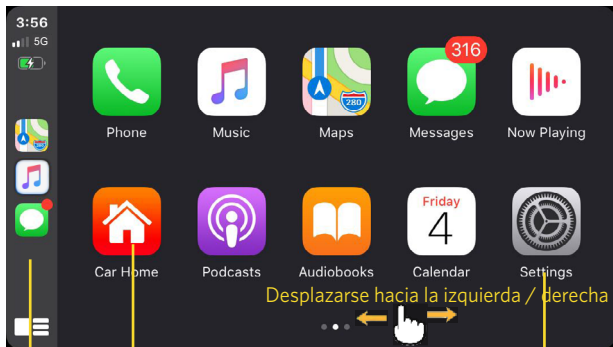 3:56
5G
316
280
Phone
Music
Maps
Messages
Now Playing
Friday
4
Car Home
Podcasts
Audiobooks
Calendar
Settings
Desplazarse hacia la izquierda / derecha